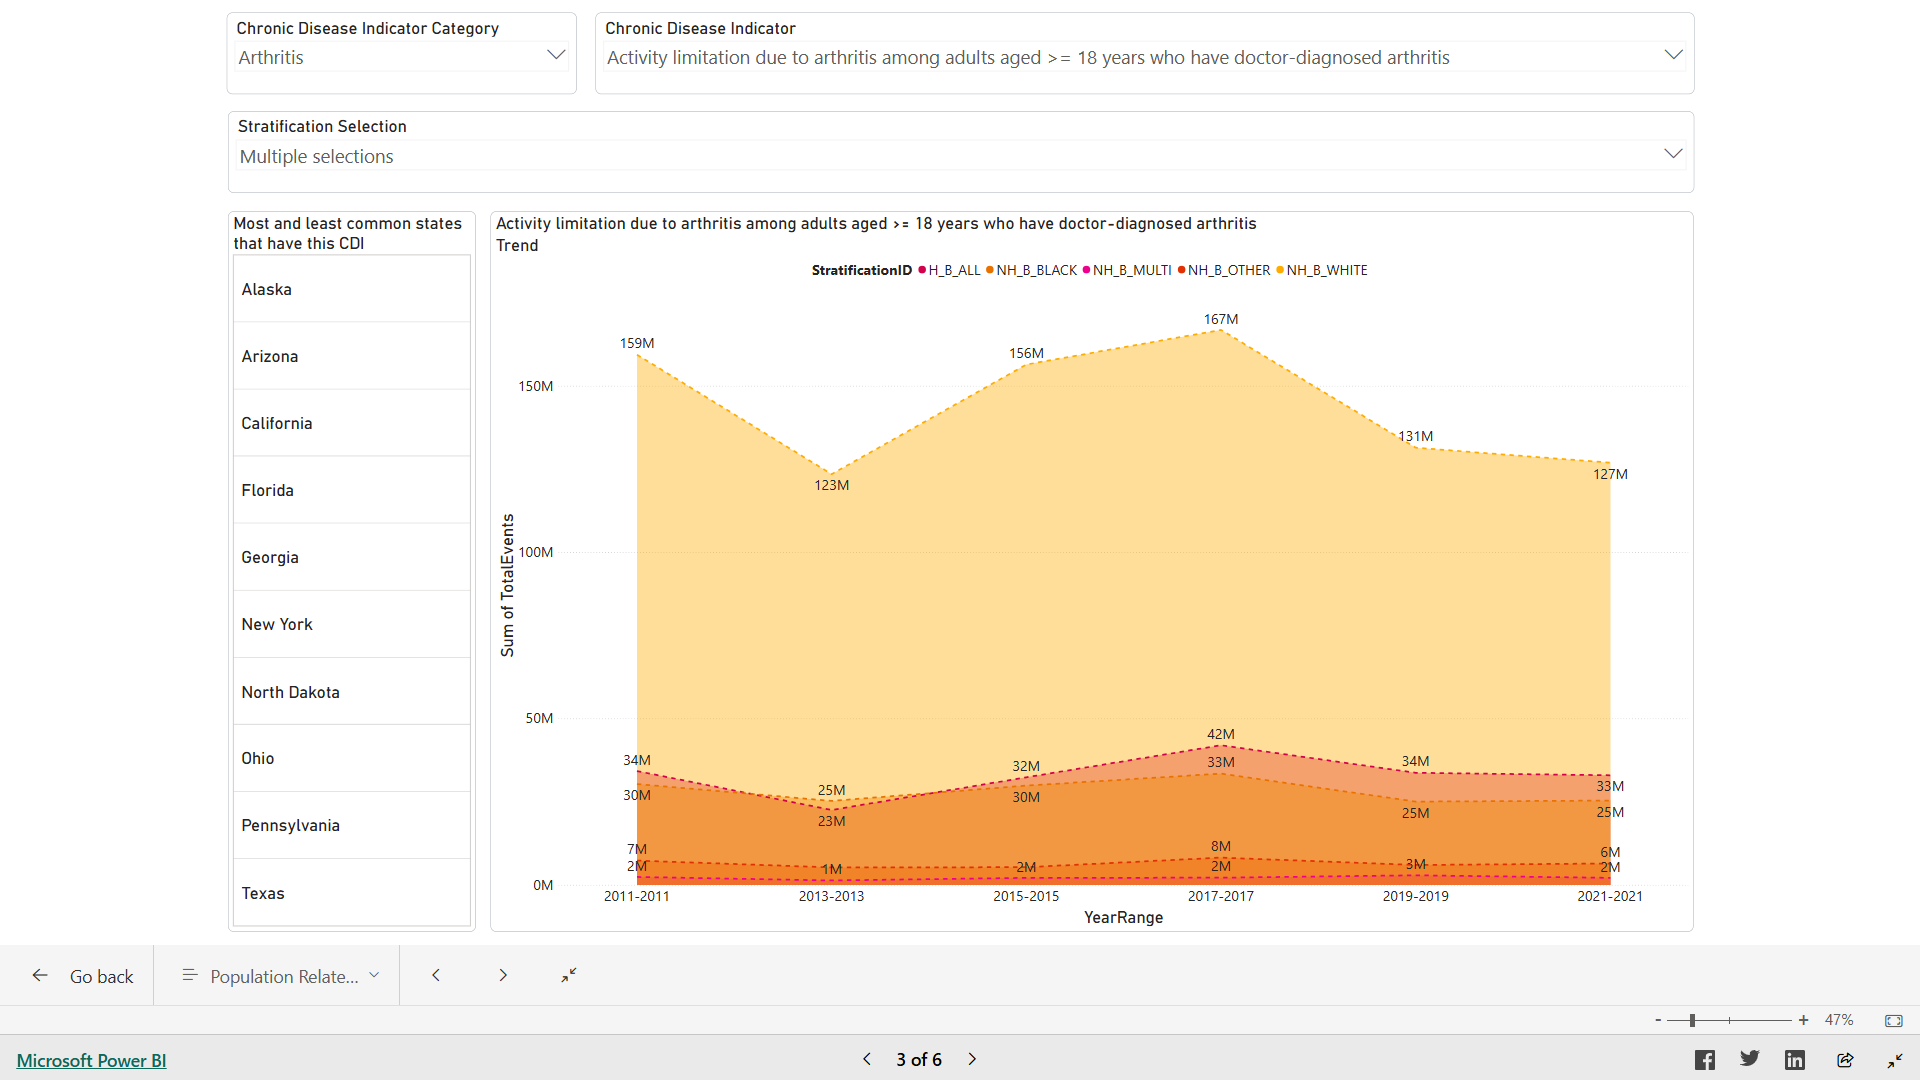 Chronic Disease Indicator Category
Arthritis
Chronic Disease Indicator
Activity limitation due to arthritis among adults aged >= 18 years who have doctor-diagnosed arthritis
Stratification Selection
Multiple selections
Most and least common states
that have this CDI
Alaska
Arizona
California
Florida
Georgia
New York
North Dakota
Ohio
Pennsylvania
Texas
Activity limitation due to arthritis among adults aged >= 18 years who have doctor-diagnosed arthritis
Trend
StratificationID H_B_ALL NH_B_BLACK NH_B_MULTI NH_B_OTHER NH_B_WHITE
Sum of TotalEvents
150M
100M
50M
0M
159M
123M
156M
167M
131M
127M
34M
23M
32M
42M
34M
33M
30M
25M
30M
33M
25M
25M
7M
8M
6M
2M
1M
2M
2M
3M
2M
2011-2011 2013-2013 2015-2015 2017-2017 2019-2019 2021-2021
YearRange
Go back
Population Relate...
- + 47%
Microsoft Power BI
3 of 6